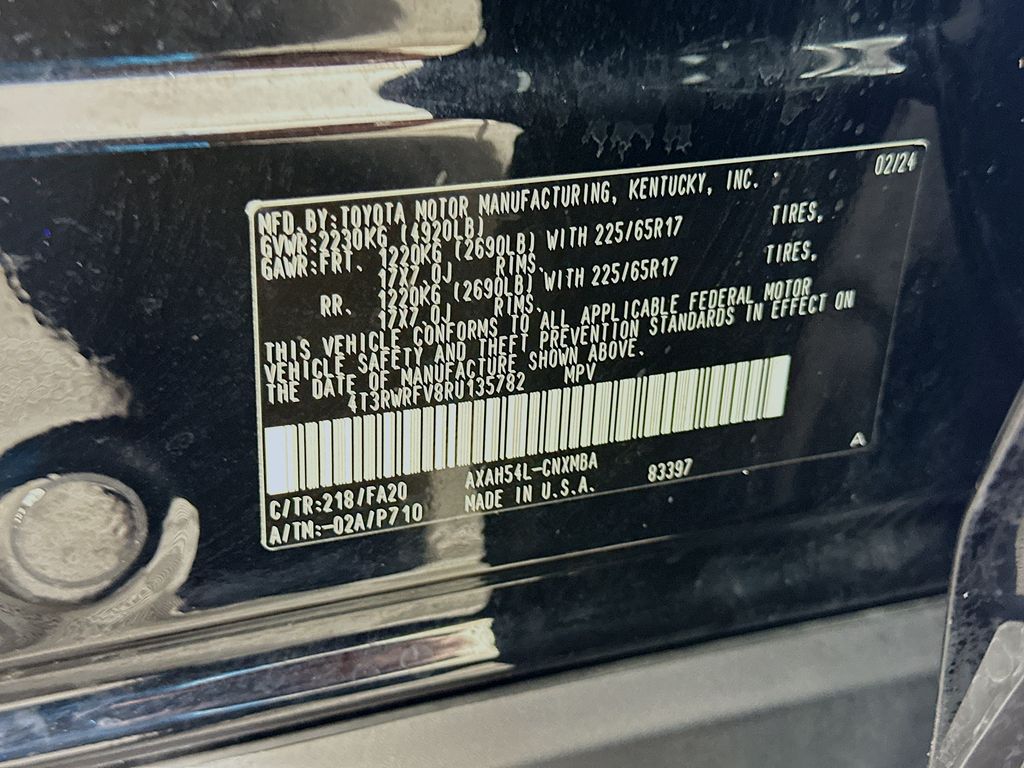 MFD. BY:TOYOTA MOTOR MANUFACTURING, KENTUCKY, INC. 02/24
GVWR:2230KG (4920LB)
GAWR:FRT. 1220KG (2690LB) WITH 225/65R17 TIRES,
17X7.0J RIMS.
RR. 1220KG (2690LB) WITH 225/65R17 TIRES,
17X7.0J RIMS.
THIS VEHICLE CONFORMS TO ALL APPLICABLE FEDERAL MOTOR
VEHICLE SAFETY AND THEFT PREVENTION STANDARDS IN EFFECT ON
THE DATE OF MANUFACTURE SHOWN ABOVE.
4T3RWRFV8RU135782 MPV
C/TR:218/FA20 AXAH54L-CNXMBA 83397 A
A/TN:-02A/P710 MADE IN U.S.A.